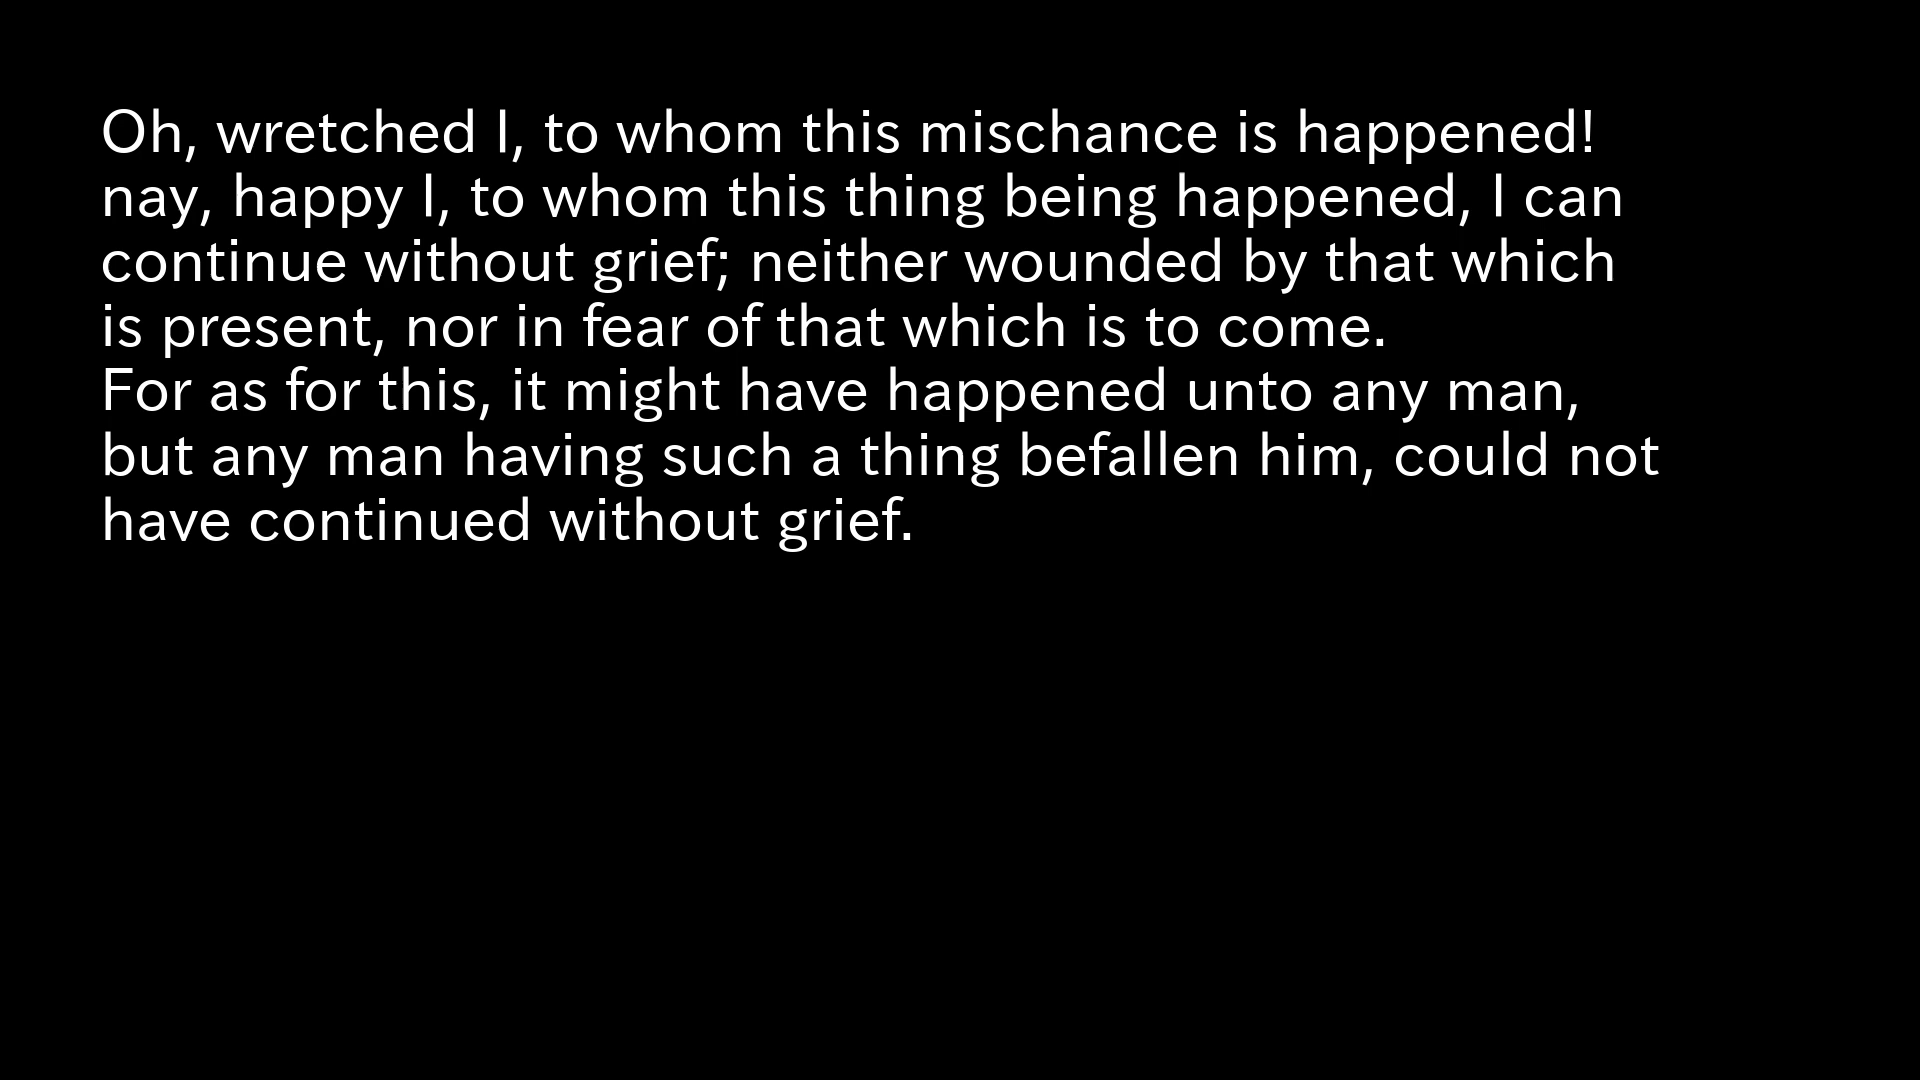 Oh, wretched I, to whom this mischance is happened!
nay, happy I, to whom this thing being happened, I can
continue without grief; neither wounded by that which
is present, nor in fear of that which is to come.
For as for this, it might have happened unto any man,
but any man having such a thing befallen him, could not
have continued without grief.